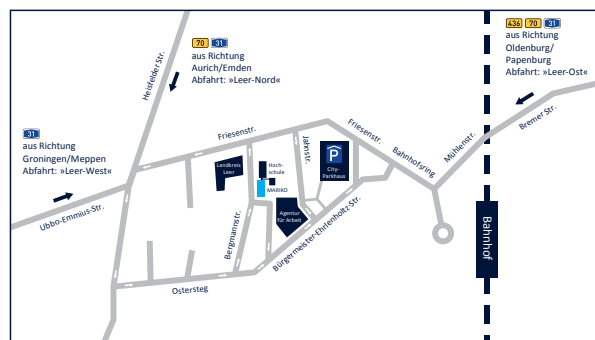 436 70 31
aus Richtung
Oldenburg/
Papenburg
Abfahrt: »Leer-Ost«
70 31
aus Richtung
Aurich/Emden
Abfahrt: »Leer-Nord«
Heisfelder Str.
Bremer Str.
31
aus Richtung
Groningen/Meppen
Abfahrt: »Leer-West«
Friesenstr.
Friesenstr.
Jahnstr.
Bahnhofsring
Mühlenstr.
P
City-
Parkhaus
Landkreis
Leer
Hoch-
schule
MARIKO
Agentur
für Arbeit
Ubbo-Emmius-Str.
Bergmannstr.
Bürgermeister-Ehrlenholtz-Str.
Bahnhof
Ostersteg